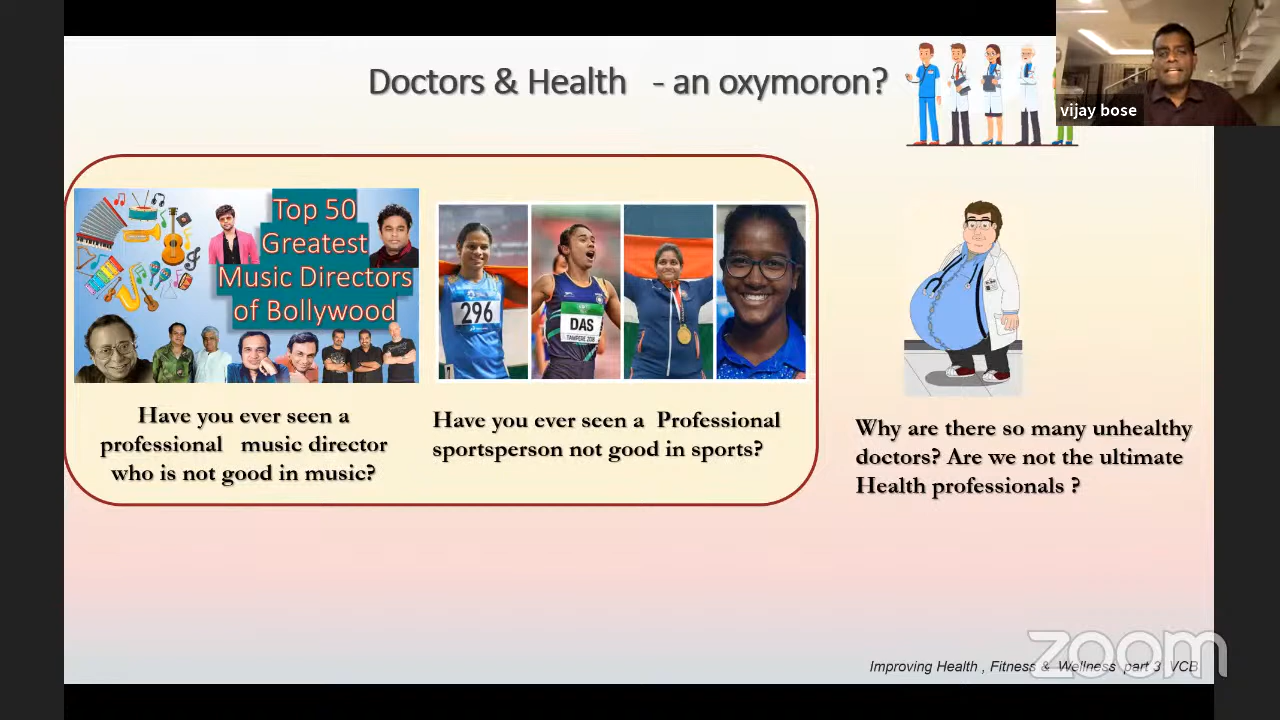 Doctors & Health - an oxymoron?
vijay bose
Top 50
Greatest
Music Directors
of Bollywood
296
DAS
TAMPERE 2018
Have you ever seen a
professional music director
who is not good in music?
Have you ever seen a Professional
sportsperson not good in sports?
Why are there so many unhealthy
doctors? Are we not the ultimate
Health professionals ?
zoom
Improving Health , Fitness & Wellness part 3 VCB